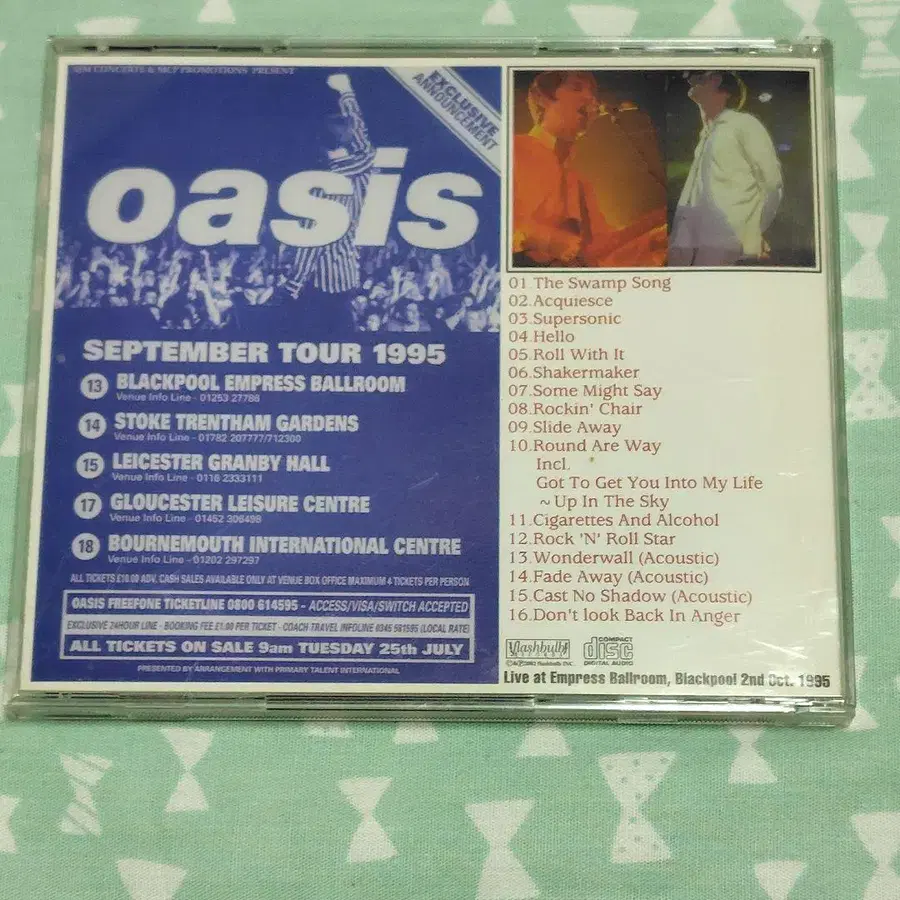 SJM CONCERTS & MCP PROMOTIONS PRESENT
EXCLUSIVE
ANNOUNCEMENT
oasis
SEPTEMBER TOUR 1995
13 BLACKPOOL EMPRESS BALLROOM
Venue Info Line - 01253 27786
14 STOKE TRENTHAM GARDENS
Venue Info Line - 01782 207777/712300
15 LEICESTER GRANBY HALL
Venue Info Line - 0116 2333111
17 GLOUCESTER LEISURE CENTRE
Venue Info Line - 01452 306498
18 BOURNEMOUTH INTERNATIONAL CENTRE
Venue Info Line - 01202 297297
ALL TICKETS £10.00 ADV. CASH SALES AVAILABLE ONLY AT VENUE BOX OFFICE MAXIMUM 4 TICKETS PER PERSON
OASIS FREEFONE TICKETLINE 0800 614595 - ACCESS/VISA/SWITCH ACCEPTED
EXCLUSIVE 24HOUR LINE - BOOKING FEE £1.00 PER TICKET - COACH TRAVEL INFOLINE 0345 581595 (LOCAL RATE)
ALL TICKETS ON SALE 9am TUESDAY 25th JULY
PRESENTED BY ARRANGEMENT WITH PRIMARY TALENT INTERNATIONAL
01.The Swamp Song
02.Acquiesce
03.Supersonic
04.Hello
05.Roll With It
06.Shakermaker
07.Some Might Say
08.Rockin' Chair
09.Slide Away
10.Round Are Way
Incl.
Got To Get You Into My Life
~ Up In The Sky
11.Cigarettes And Alcohol
12.Rock 'N' Roll Star
13.Wonderwall (Acoustic)
14.Fade Away (Acoustic)
15.Cast No Shadow (Acoustic)
16.Don't look Back In Anger
Flashbulb
COMPACT
disc
DIGITAL AUDIO
Live at Empress Ballroom, Blackpool 2nd Oct. 1995